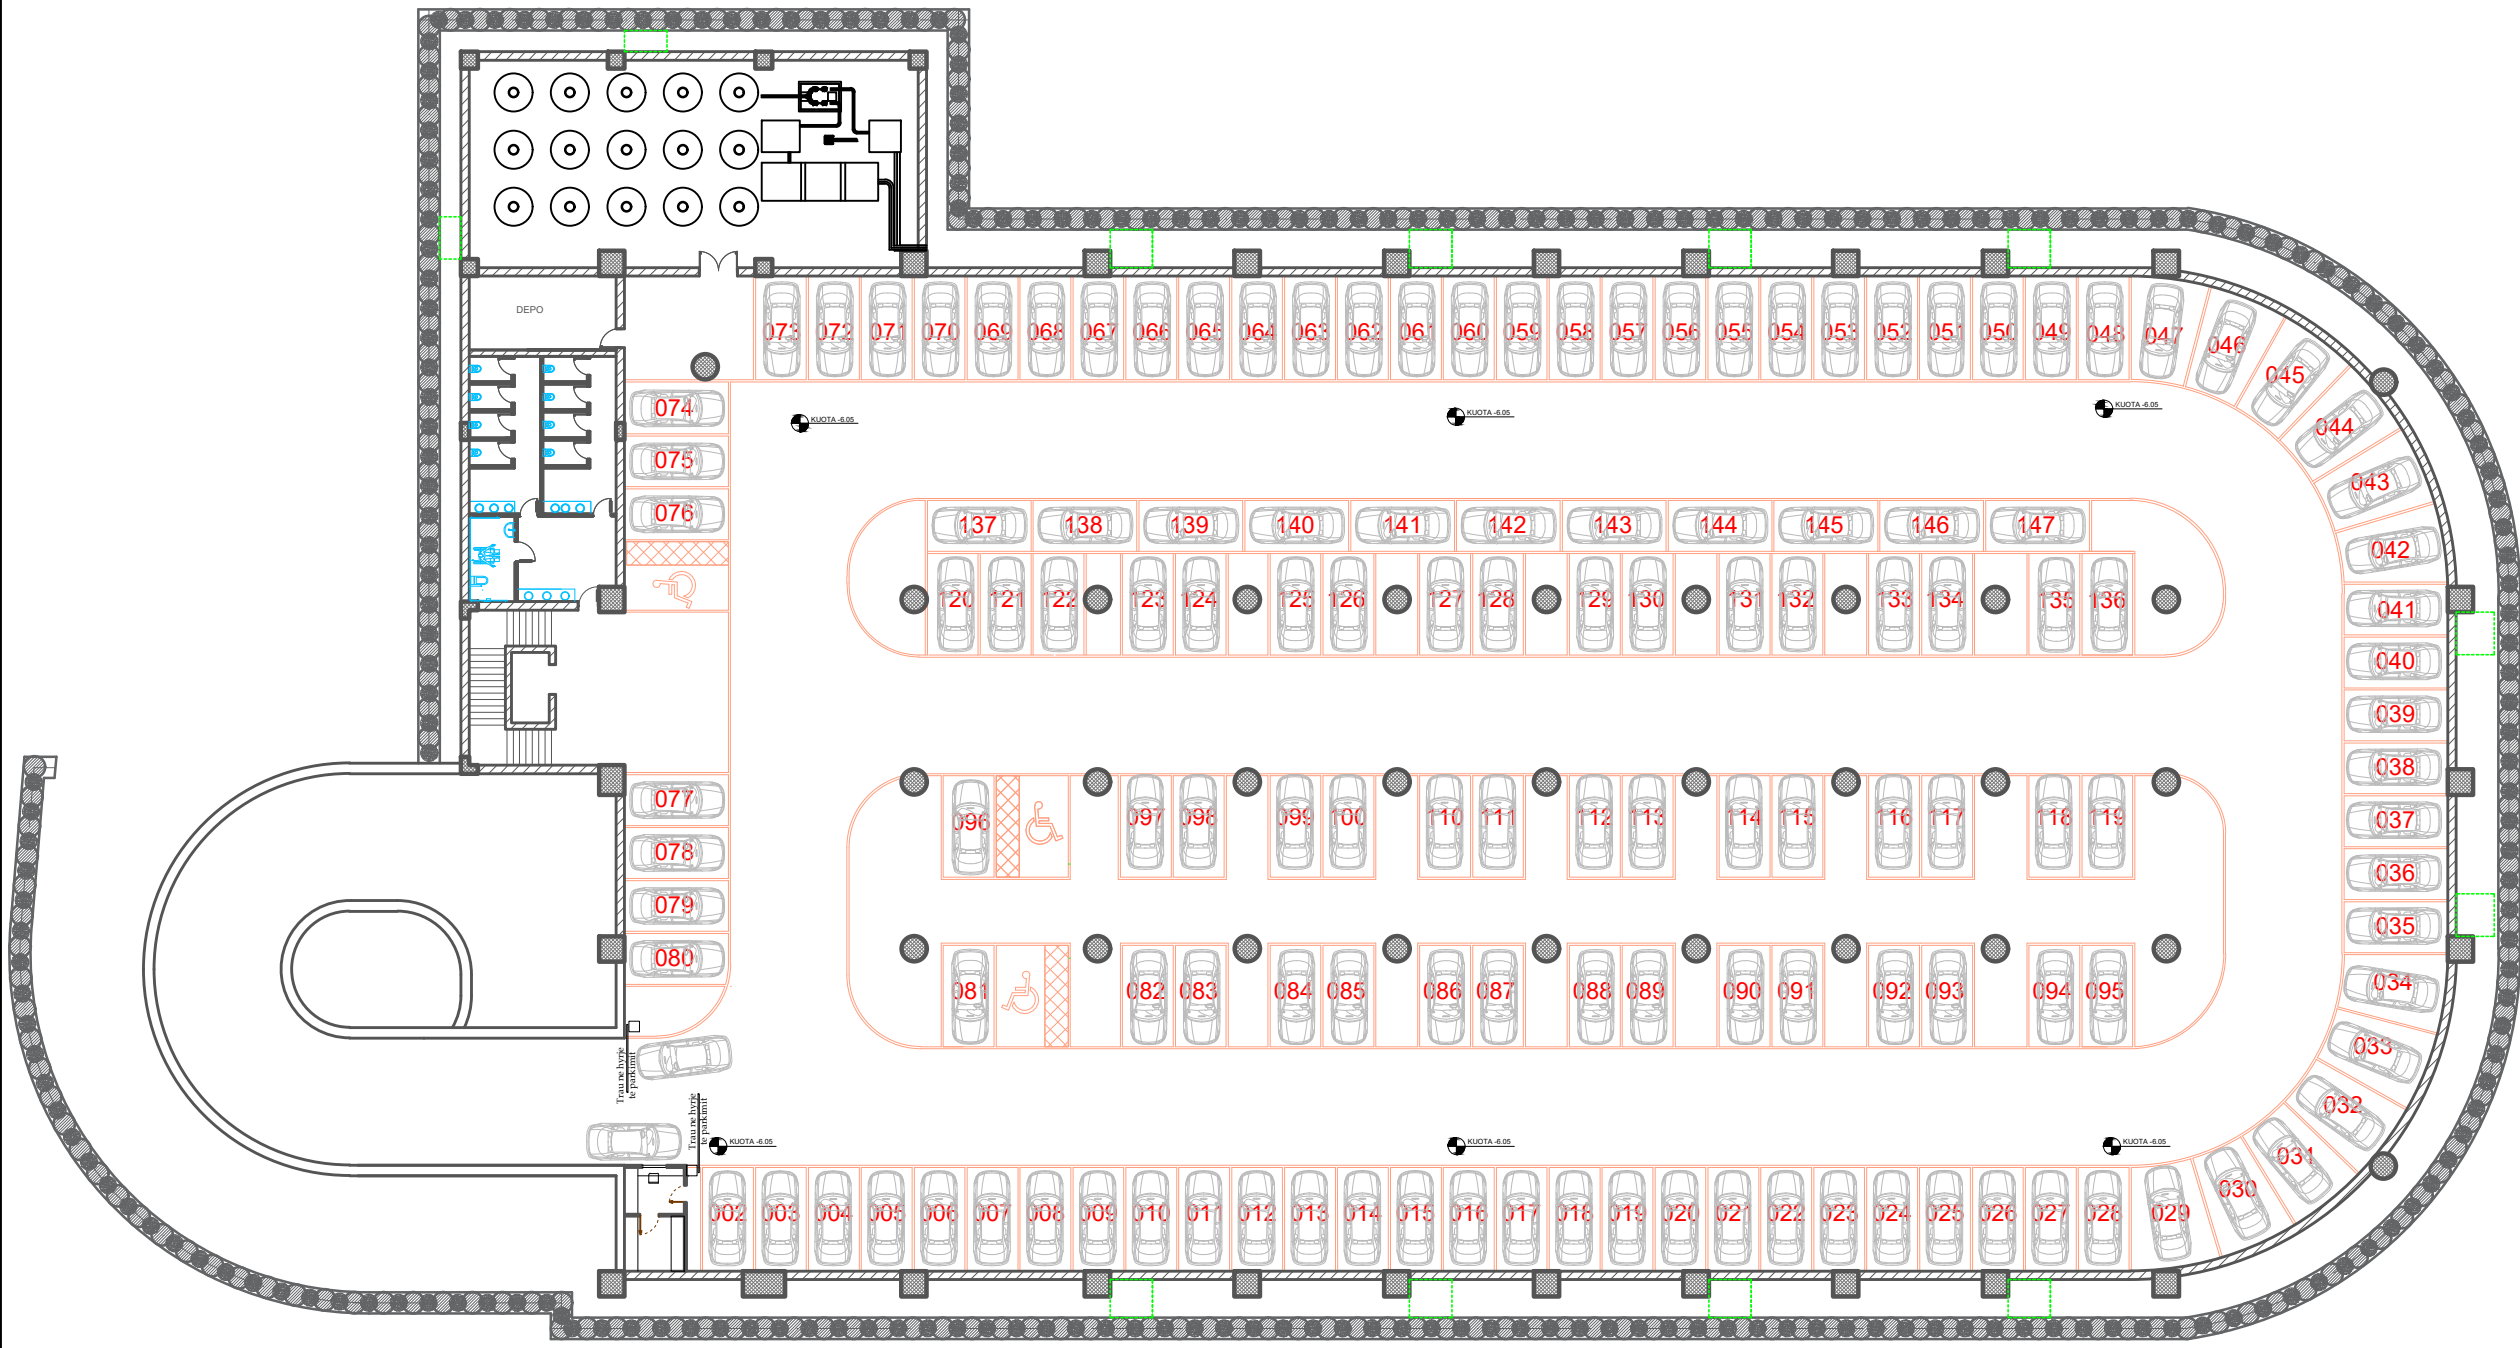 DEPO
073 072 071 070 069 068 067 066 065 064 063 062 061 060 059 058 057 056 055 054 053 052 051 050 049 048 047 046
045
074
KUOTA -6.05
KUOTA -6.05
KUOTA -6.05
044
075
043
076
137 138 139 140 141 142 143 144 145 146 147
042
120 121 122 123 124 125 126 127 128 129 130 131 132 133 134 135 136
041
040
039
038
077
096 097 098 099 100 110 111 112 113 114 115 116 117 118 119
037
078
036
079
035
080
034
081 082 083 084 085 086 087 088 089 090 091 092 093 094 095
033
Trau ne hyrje
te parkimit
032
Trau ne hyrje
te parkimit
KUOTA -6.05
KUOTA -6.05
KUOTA -6.05
031
030
002 003 004 005 006 007 008 009 010 011 012 013 014 015 016 017 018 019 020 021 022 023 024 025 026 027 028 029